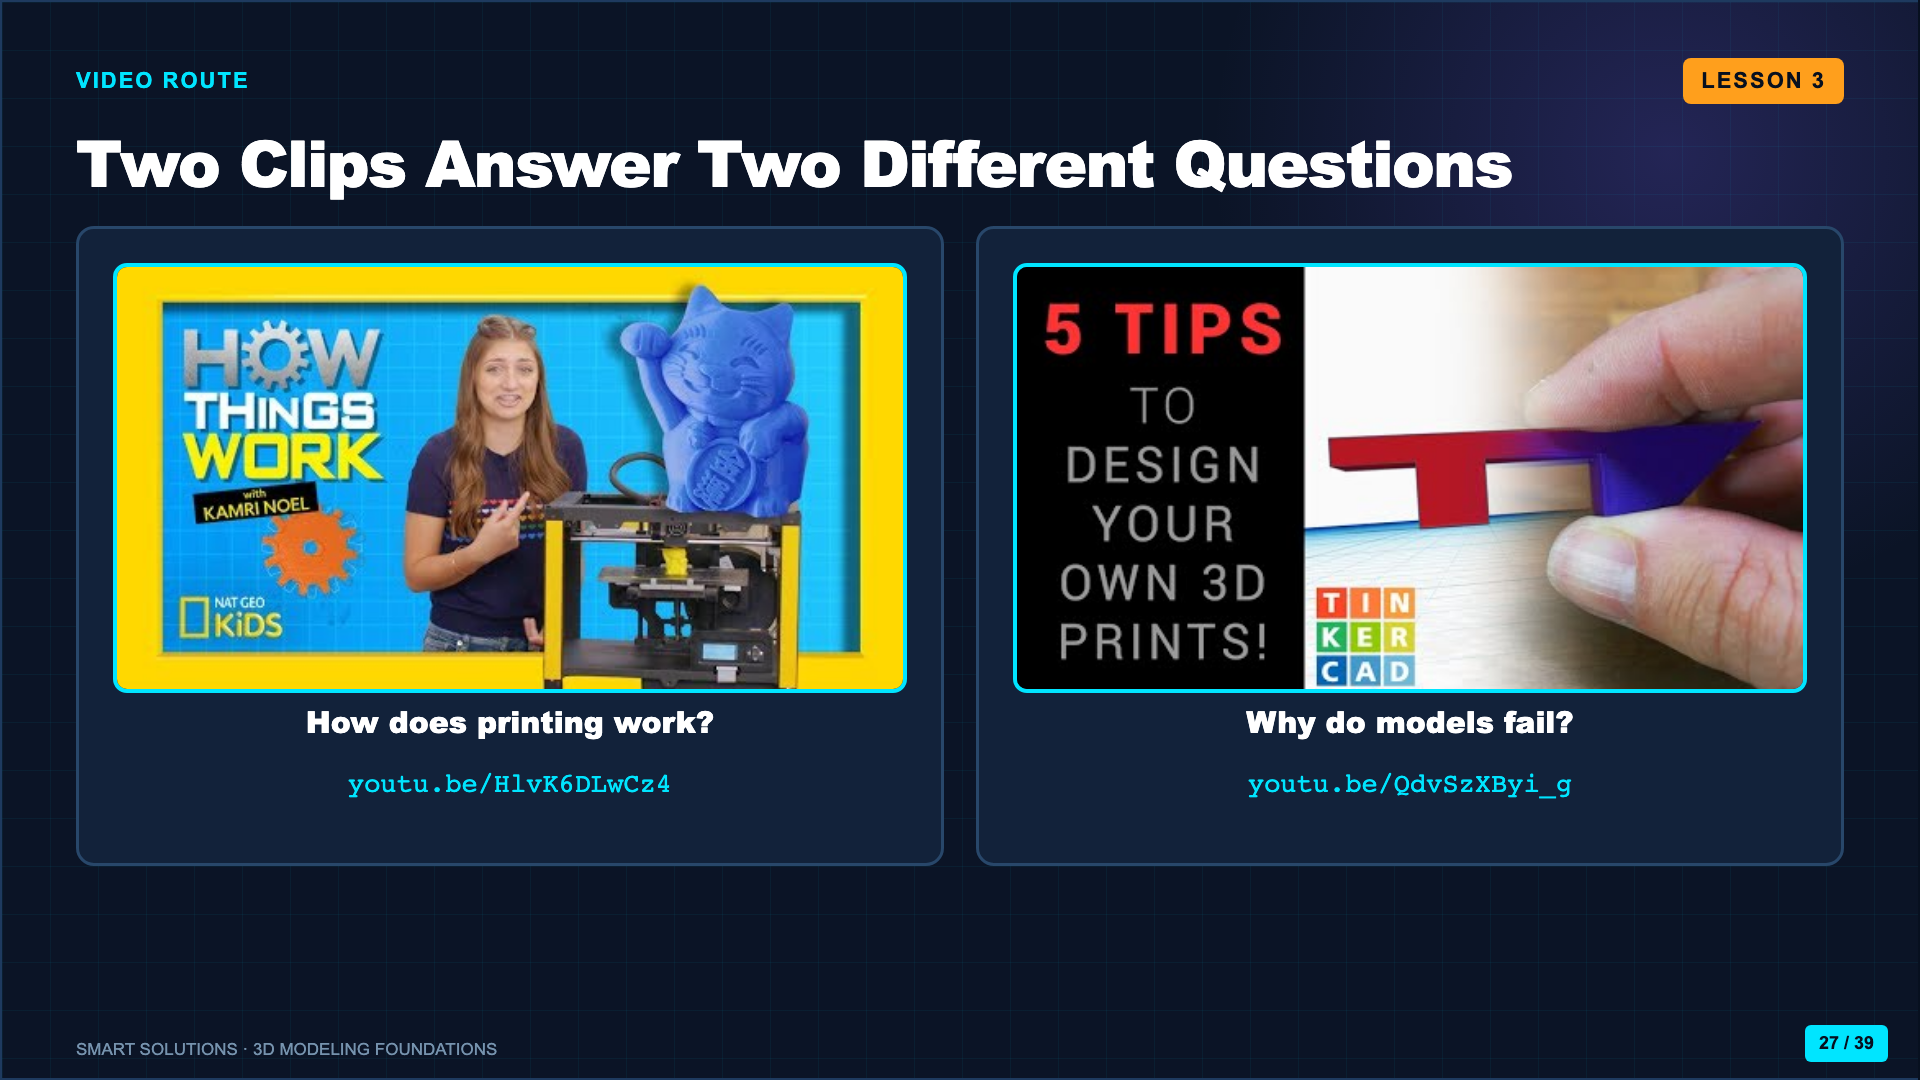 VIDEO ROUTE
LESSON 3
Two Clips Answer Two Different Questions
HOW
THINGS
WORK
with
KAMRI NOEL
NAT GEO
KiDS
5 TIPS
TO
DESIGN
YOUR
OWN 3D
PRINTS!
TIN
KER
CAD
How does printing work?
youtu.be/HlvK6DLwCz4
Why do models fail?
youtu.be/QdvSzXByi_g
SMART SOLUTIONS · 3D MODELING FOUNDATIONS
27 / 39